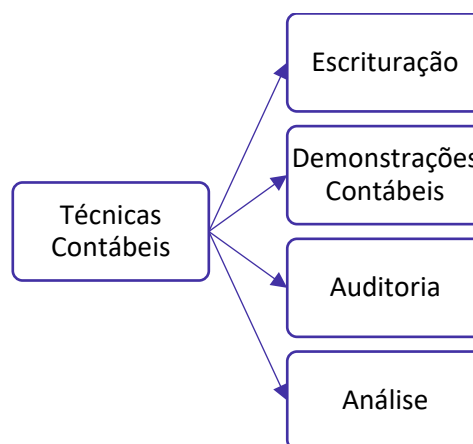 Técnicas
Contábeis
Escrituração
Demonstrações
Contábeis
Auditoria
Análise